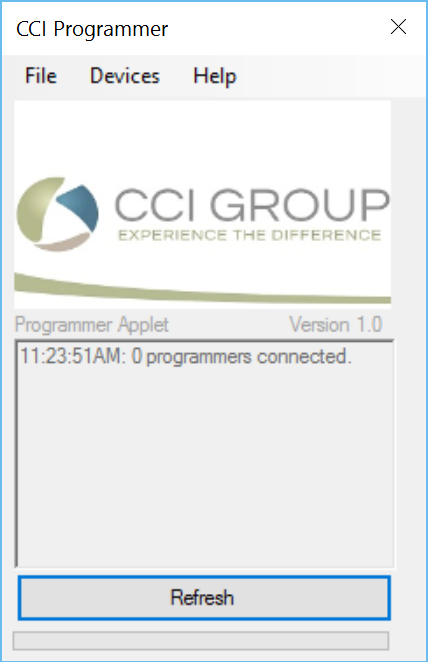 CCI Programmer
File Devices Help
CCI GROUP
EXPERIENCE THE DIFFERENCE
Programmer Applet Version 1.0
11:23:51AM: 0 programmers connected.
Refresh